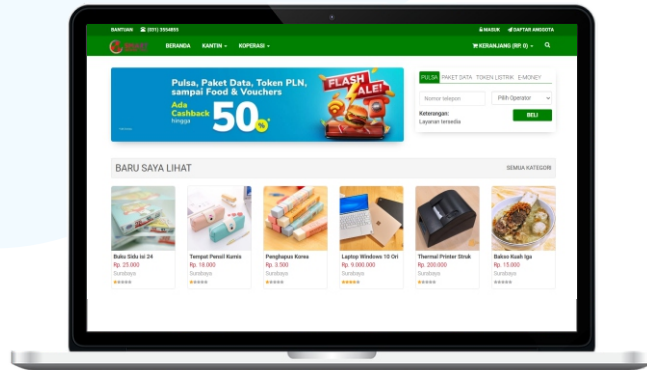 BANTUAN (031) 3554855 MASUK DAFTAR ANGGOTA
BERANDA KANTIN KOPERASI KERANJANG (RP. 0)
Pulsa, Paket Data, Token PLN,
sampai Food & Vouchers
Ada
Cashback
hingga
50%
FLASH
SALE!
PULSA PAKET DATA TOKEN LISTRIK E-MONEY
Nomor telepon Pilih Operator
Keterangan:
Layanan tersedia
BELI
BARU SAYA LIHAT SEMUA KATEGORI
Buku Sidu Isi 24
Rp. 25.000
Surabaya
Tempat Pensil Kumis
Rp. 18.000
Surabaya
Penghapus Korea
Rp. 3.500
Surabaya
Laptop Windows 10 Ori
Rp. 9.000.000
Surabaya
Thermal Printer Struk
Rp. 200.000
Surabaya
Bakso Kuah Iga
Rp. 15.000
Surabaya